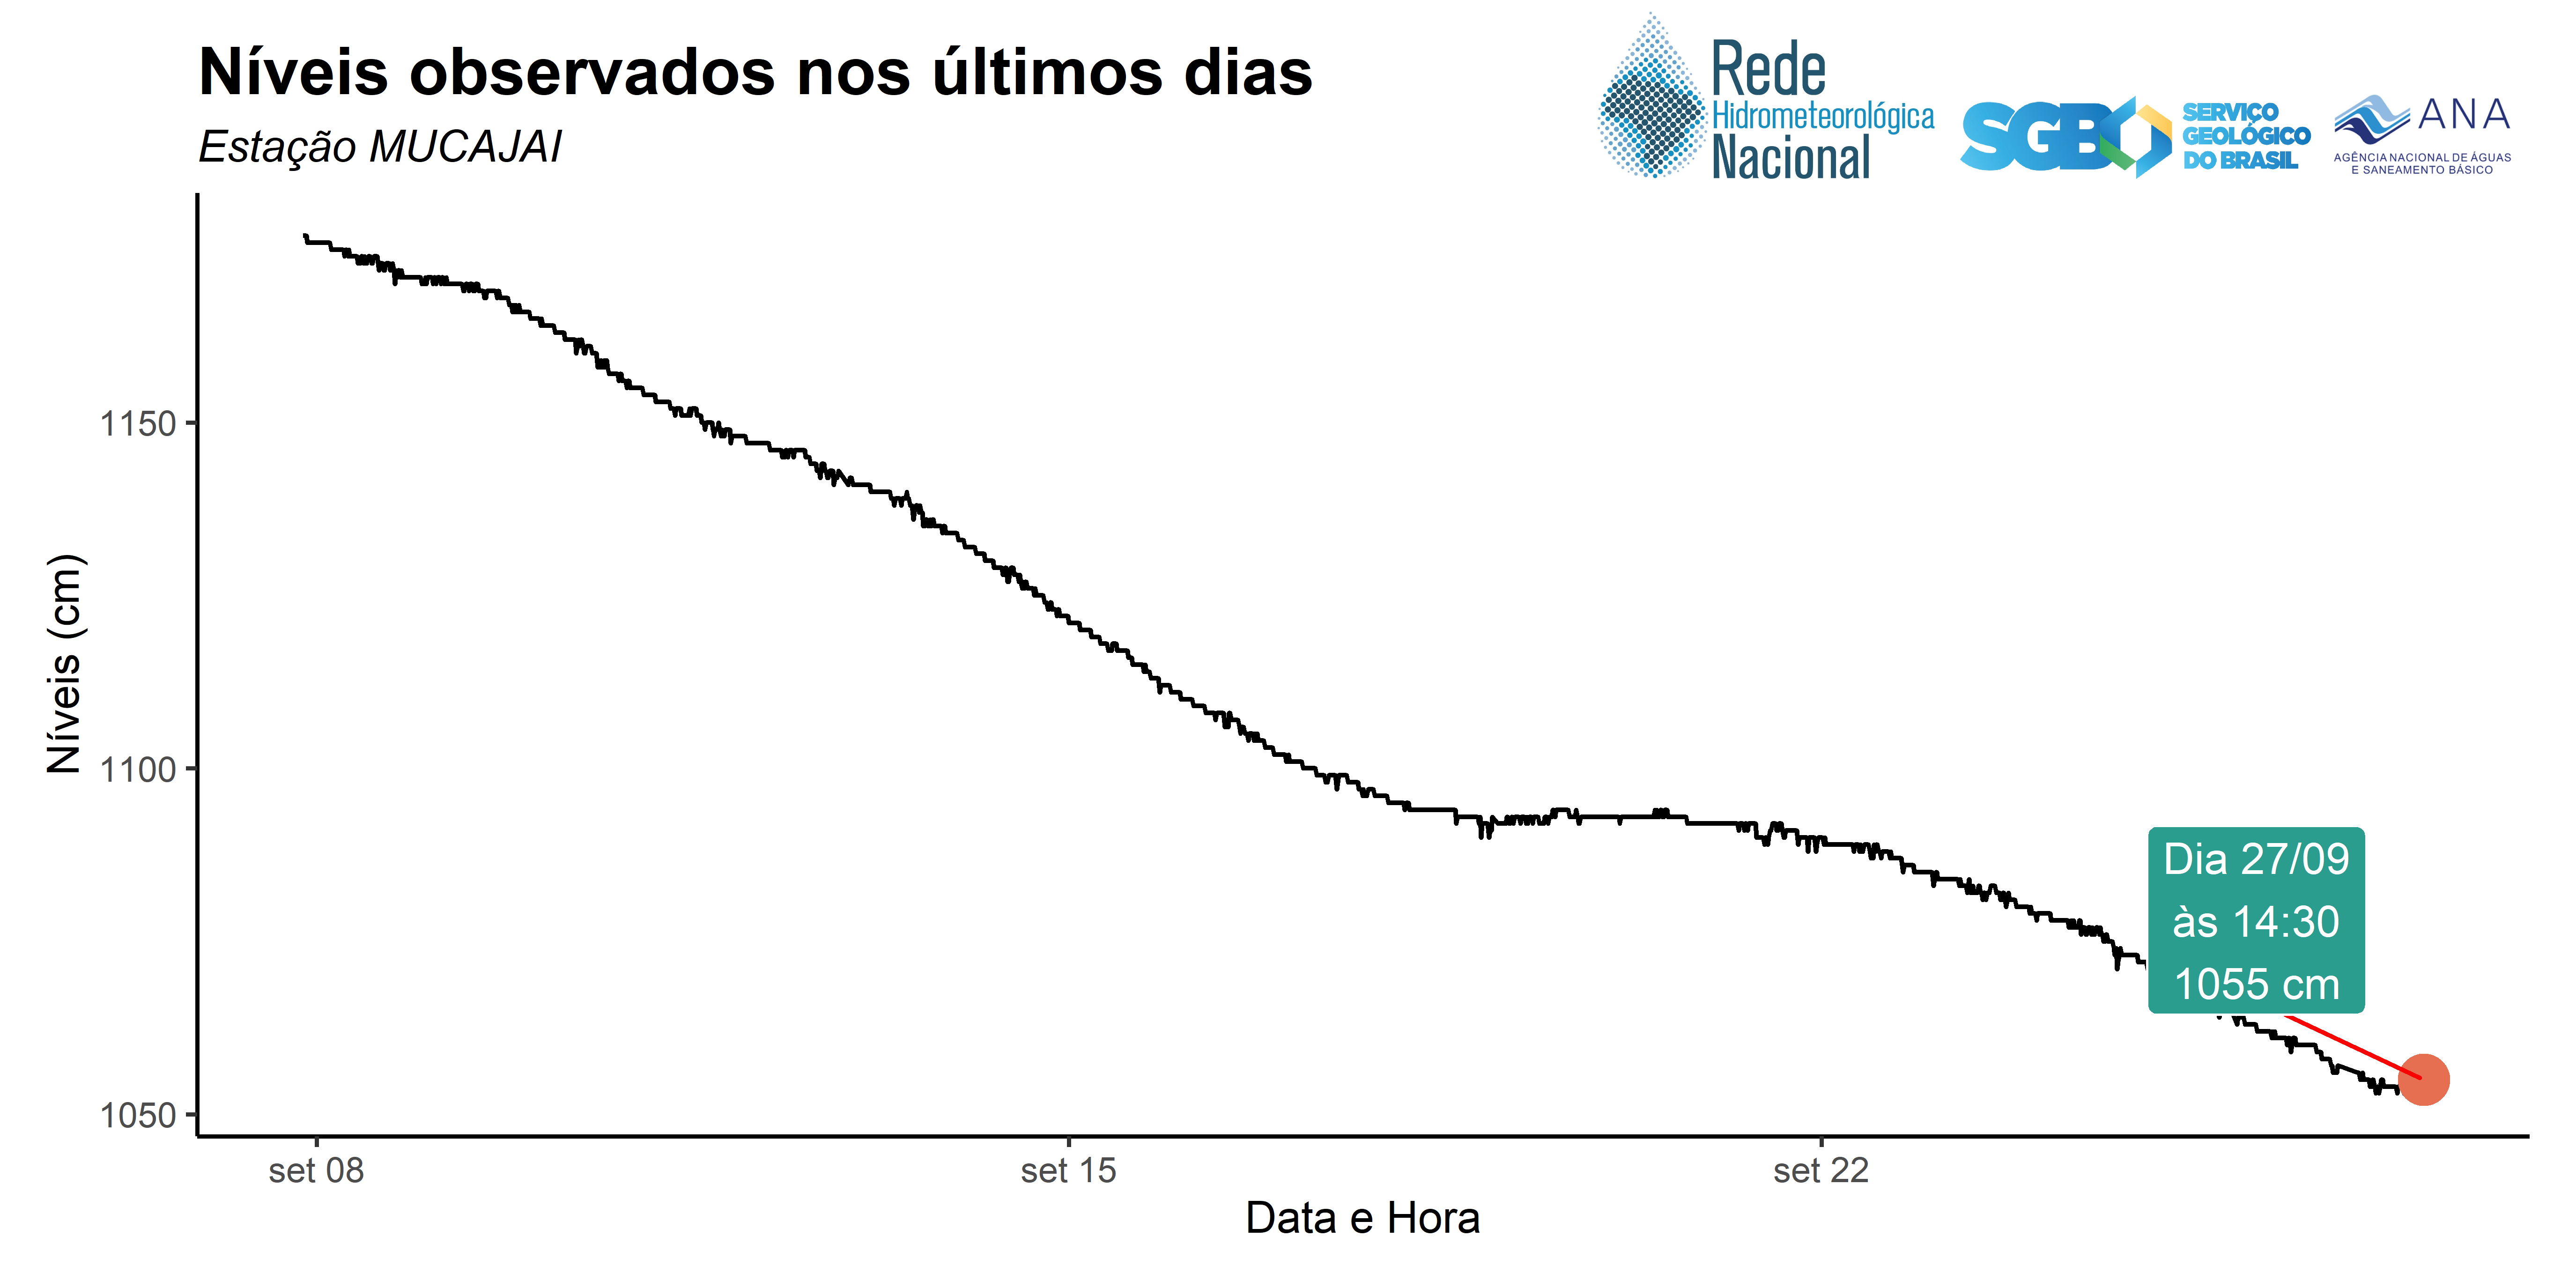 Níveis observados nos últimos dias
Estação MUCAJAI
Rede
Hidrometeorológica
Nacional
SGB
SERVIÇO
GEOLÓGICO
DO BRASIL
ANA
AGÊNCIA NACIONAL DE ÁGUAS
E SANEAMENTO BÁSICO
Níveis (cm)
1150
1100
1050
Dia 27/09
às 14:30
1055 cm
set 08
set 15
set 22
Data e Hora